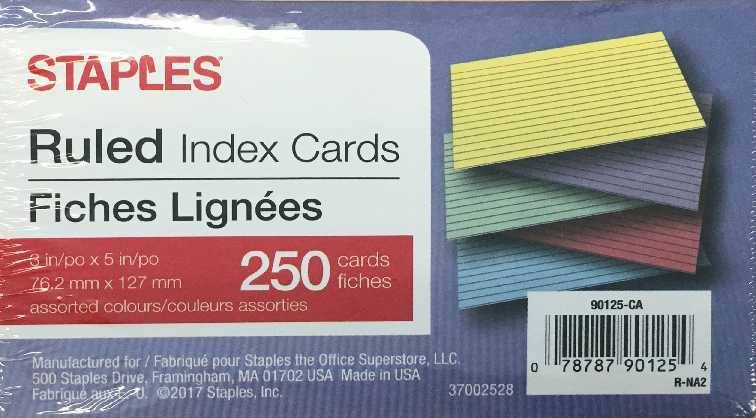 STAPLES
Ruled Index Cards
Fiches Lignées
3 in/po x 5 in/po
76.2 mm x 127 mm
assorted colours/couleurs assorties
250 cards
fiches
90125-CA
0 78787 90125 4
R-NA2
Manufactured for / Fabriqué pour Staples the Office Superstore, LLC.
500 Staples Drive, Framingham, MA 01702 USA Made in USA
Fabriqué aux É.-U. ©2017 Staples, Inc.
37002528